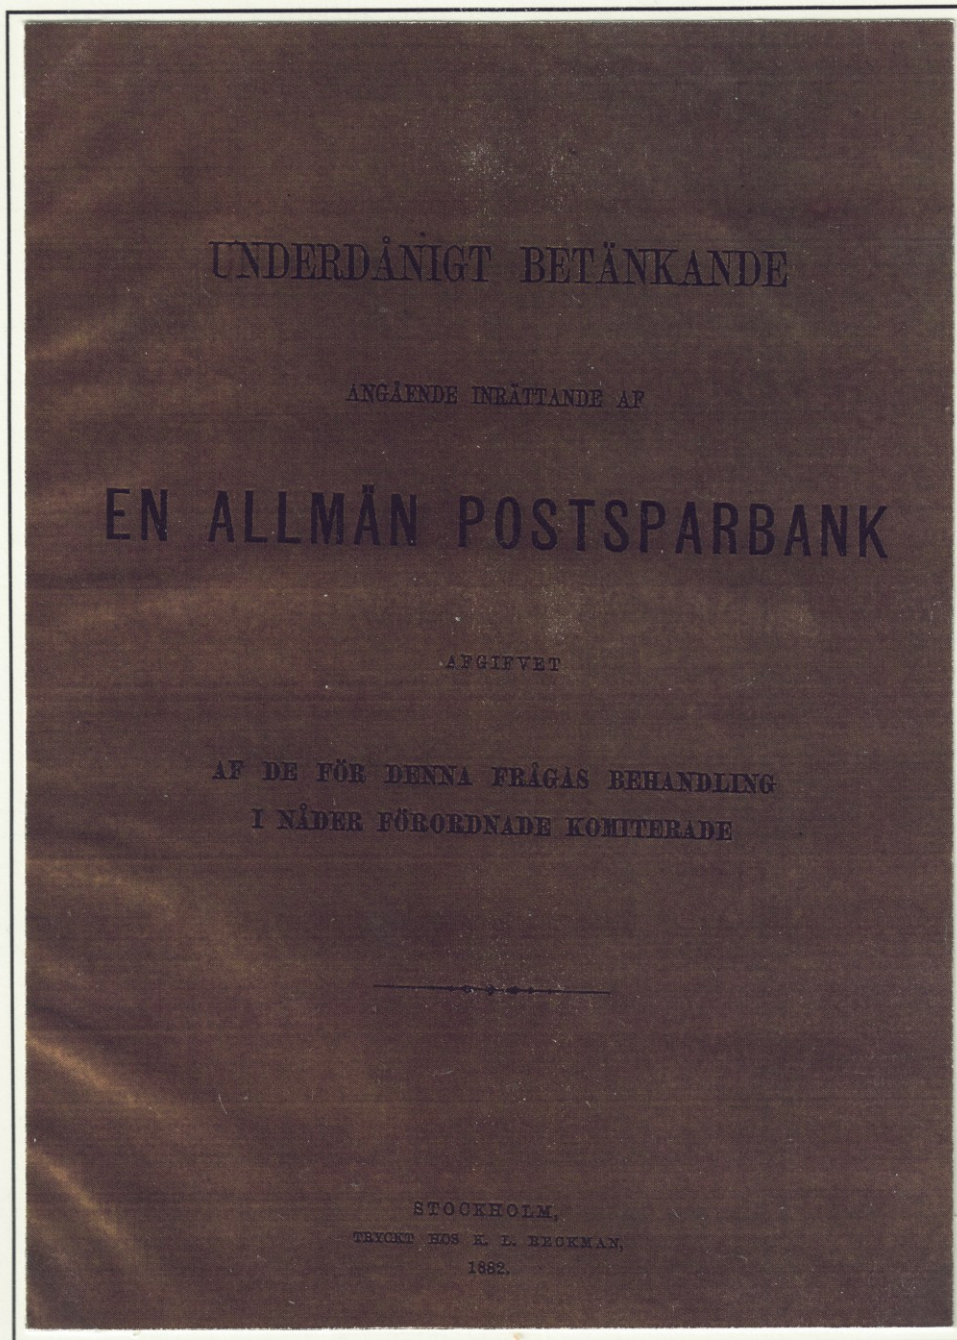 UNDERDÅNIGT BETÄNKANDE
ANGÅENDE INRÄTTANDE AF
EN ALLMÄN POSTSPARBANK
AFGIFVET
AF DE FÖR DENNA FRÅGAS BEHANDLING
I NÅDER FÖRORDNADE KOMITERADE
STOCKHOLM,
TRYCKT HOS K. L. BECKMAN,
1882.